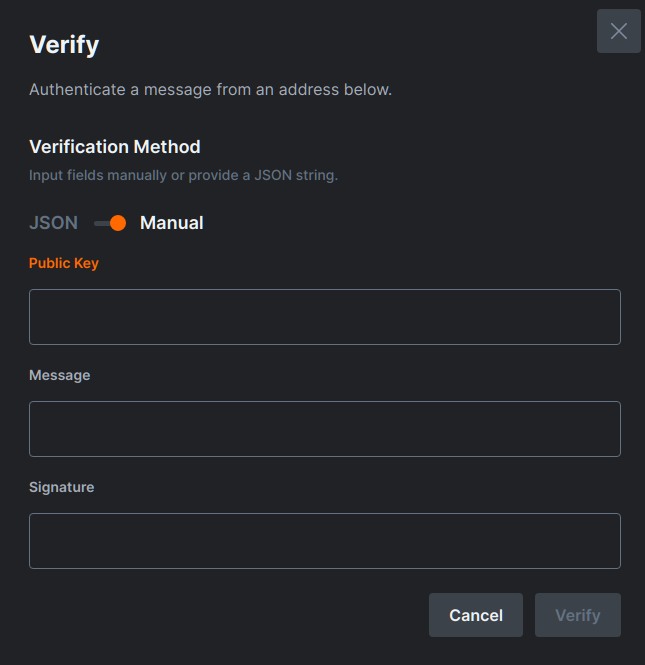 Verify
Authenticate a message from an address below.
Verification Method
Input fields manually or provide a JSON string.
JSON Manual
Public Key
Message
Signature
Cancel Verify